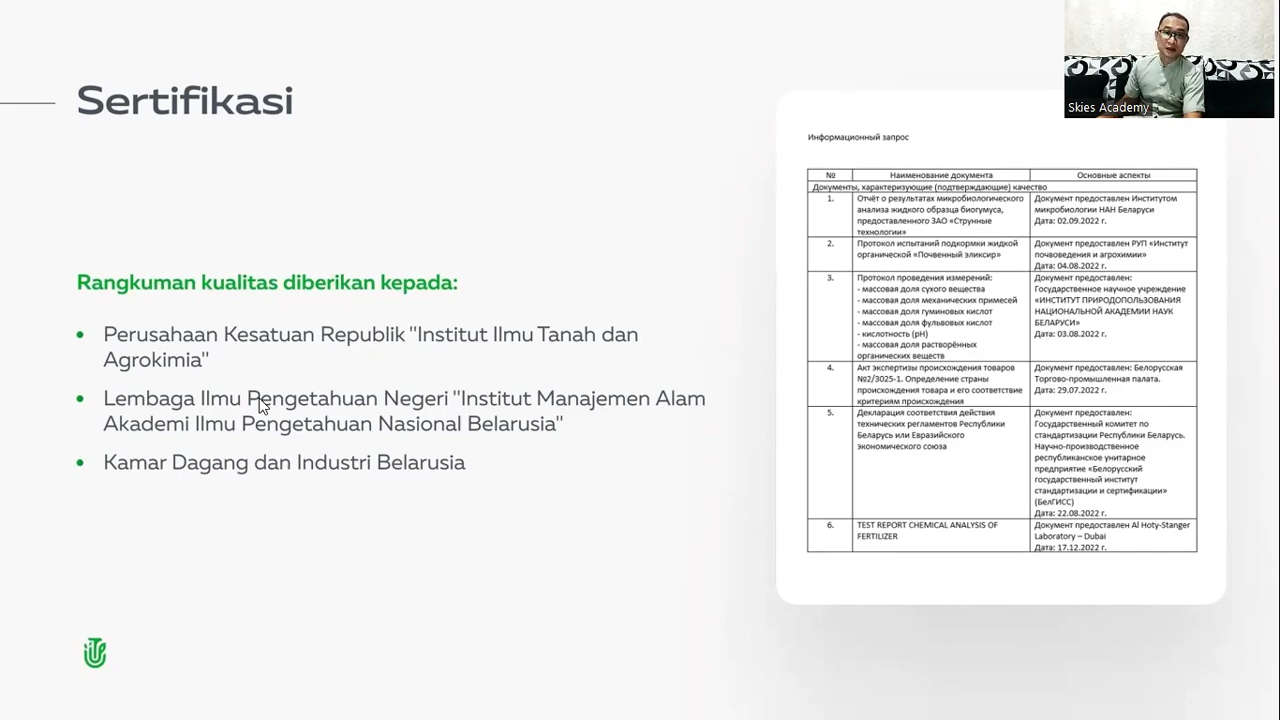 Sertifikasi
Rangkuman kualitas diberikan kepada:
Perusahaan Kesatuan Republik "Institut Ilmu Tanah dan
Agrokimia"
Lembaga Ilmu Pengetahuan Negeri "Institut Manajemen Alam
Akademi Ilmu Pengetahuan Nasional Belarusia"
Kamar Dagang dan Industri Belarusia
Skies Academy
Информационный запрос
№ Наименование документа Основные аспекты
Документы, характеризующие (подтверждающие) качество
1. Отчёт о результатах микробиологического Документ предоставлен Институтом
анализа жидкого образца биогумуса, микробиологии НАН Беларуси
предоставленного ЗАО «Струнные Дата: 02.09.2022 г.
технологии»
2. Протокол испытаний подкормки жидкой Документ предоставлен РУП «Институт
органической «Почвенный эликсир» почвоведения и агрохимии»
Дата: 04.08.2022 г.
3. Протокол проведения измерений: Документ предоставлен:
- массовая доля сухого вещества Государственное научное учреждение
- массовая доля механических примесей «ИНСТИТУТ ПРИРОДОПОЛЬЗОВАНИЯ
- массовая доля гуминовых кислот НАЦИОНАЛЬНОЙ АКАДЕМИИ НАУК
- массовая доля фульвовых кислот БЕЛАРУСИ»
- кислотность (pH) Дата: 03.08.2022 г.
- массовая доля растворённых
органических веществ
4. Акт экспертизы происхождения товаров Документ предоставлен: Белорусская
№2/3025-1. Определение страны Торгово-промышленная палата.
происхождения товара и его соответствие Дата: 29.07.2022 г.
критериям происхождения
5. Декларация соответствия действия Документ предоставлен:
технических регламентов Республики Государственный комитет по
Беларусь или Евразийского стандартизации Республики Беларусь.
экономического союза Научно-производственное
республиканское унитарное
предприятие «Белорусский
государственный институт
стандартизации и сертификации»
(БелГИСС)
Дата: 22.08.2022 г.
6. TEST REPORT CHEMICAL ANALYSIS OF Документ предоставлен Al Hoty-Stanger
FERTILIZER Laboratory – Dubai
Дата: 17.12.2022 г.